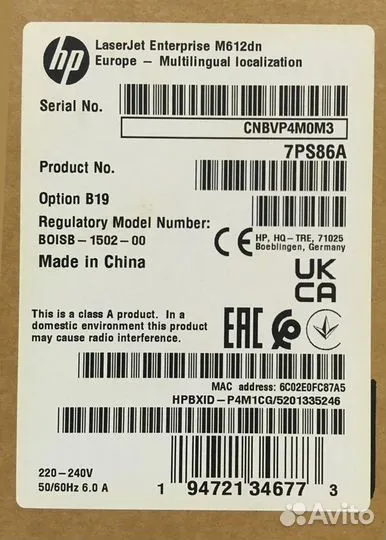 hp
LaserJet Enterprise M612dn
Europe – Multilingual localization
Serial No.
CNBVP4M0M3
7PS86A
Product No.
Option B19
Regulatory Model Number:
BOISB-1502-00
CE HP, HQ-TRE, 71025
Boeblingen, Germany
Made in China
UK
CA
This is a class A product. In a
domestic environment this product
may cause radio interference.
EAC
MAC address: 6C02E0FC87A5
HPBXID-P4M1CG/5201335246
220-240V
50/60Hz 6.0 A
1 94721 34677 3
Avito